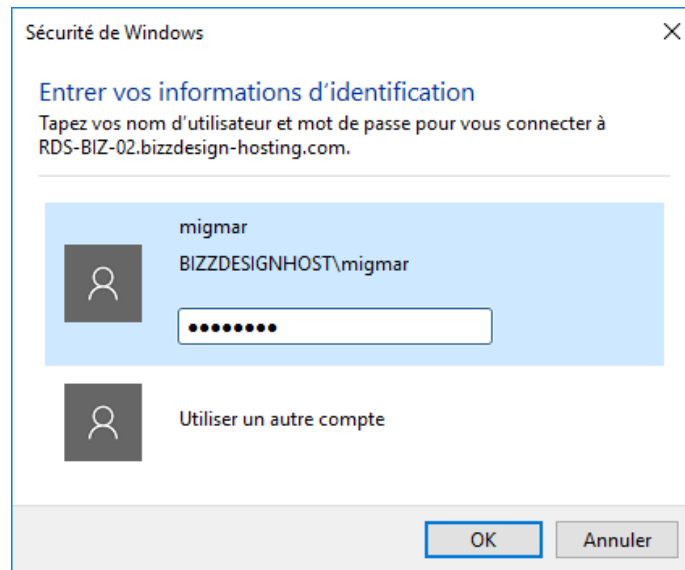 Sécurité de Windows
Entrer vos informations d’identification
Tapez vos nom d’utilisateur et mot de passe pour vous connecter à
RDS-BIZ-02.bizzdesign-hosting.com.
migmar
BIZZDESIGNHOST\migmar
●●●●●●●●
Utiliser un autre compte
OK
Annuler